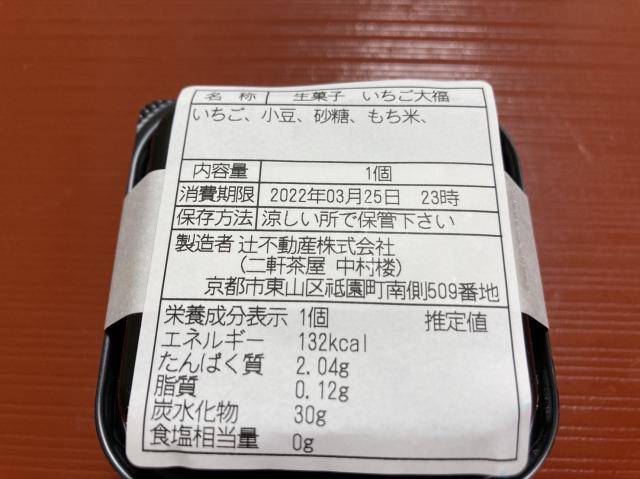 名 称 生菓子 いちご大福
いちご、小豆、砂糖、もち米、
内容量 1個
消費期限 2022年03月25日 23時
保存方法 涼しい所で保管下さい
製造者 辻不動産株式会社
(二軒茶屋 中村楼)
京都市東山区祗園町南側509番地
栄養成分表示 1個 推定値
エネルギー 132kcal
たんぱく質 2.04g
脂質 0.12g
炭水化物 30g
食塩相当量 0g